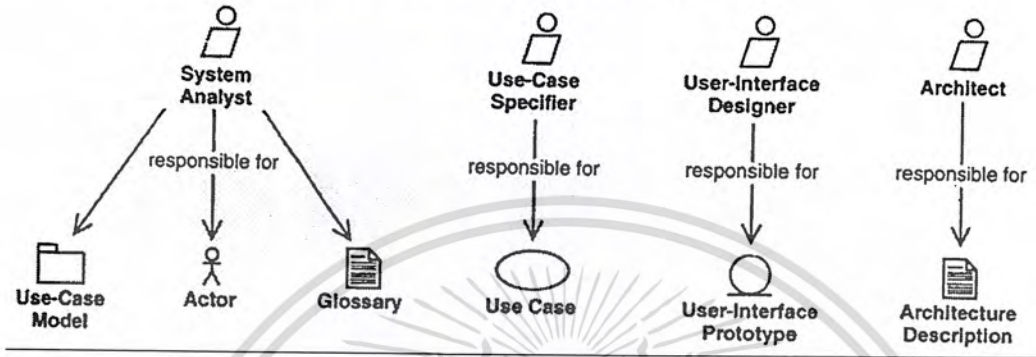 System
Analyst
Use-Case
Specifier
User-Interface
Designer
Architect
responsible for
responsible for
responsible for
responsible for
Use-Case
Model
Actor
Glossary
Use Case
User-Interface
Prototype
Architecture
Description